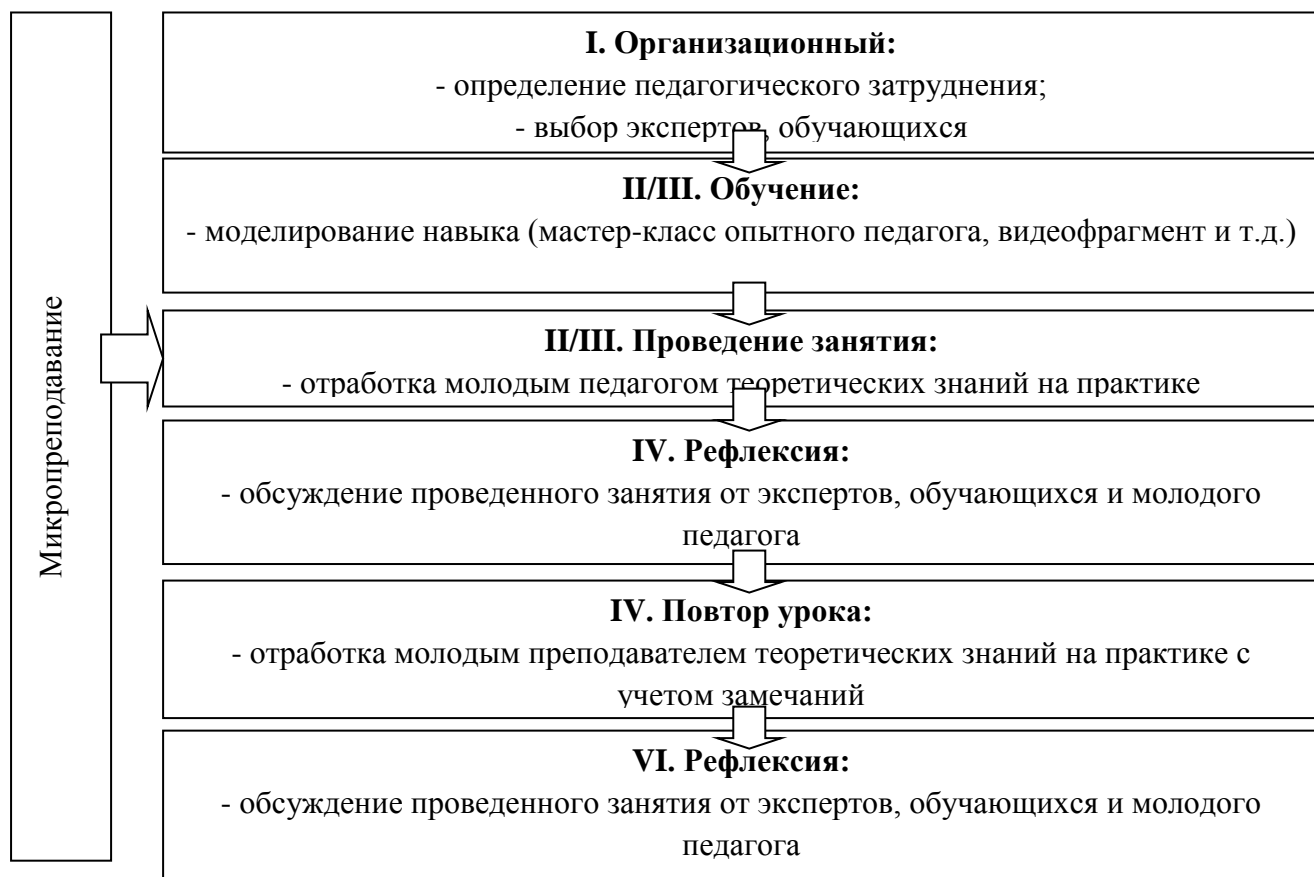 Микропреподавание
I. Организационный:
- определение педагогического затруднения;
- выбор экспертов, обучающихся
II/III. Обучение:
- моделирование навыка (мастер-класс опытного педагога, видеофрагмент и т.д.)
II/III. Проведение занятия:
- отработка молодым педагогом теоретических знаний на практике
IV. Рефлексия:
- обсуждение проведенного занятия от экспертов, обучающихся и молодого
педагога
IV. Повтор урока:
- отработка молодым преподавателем теоретических знаний на практике с
учетом замечаний
VI. Рефлексия:
- обсуждение проведенного занятия от экспертов, обучающихся и молодого
педагога